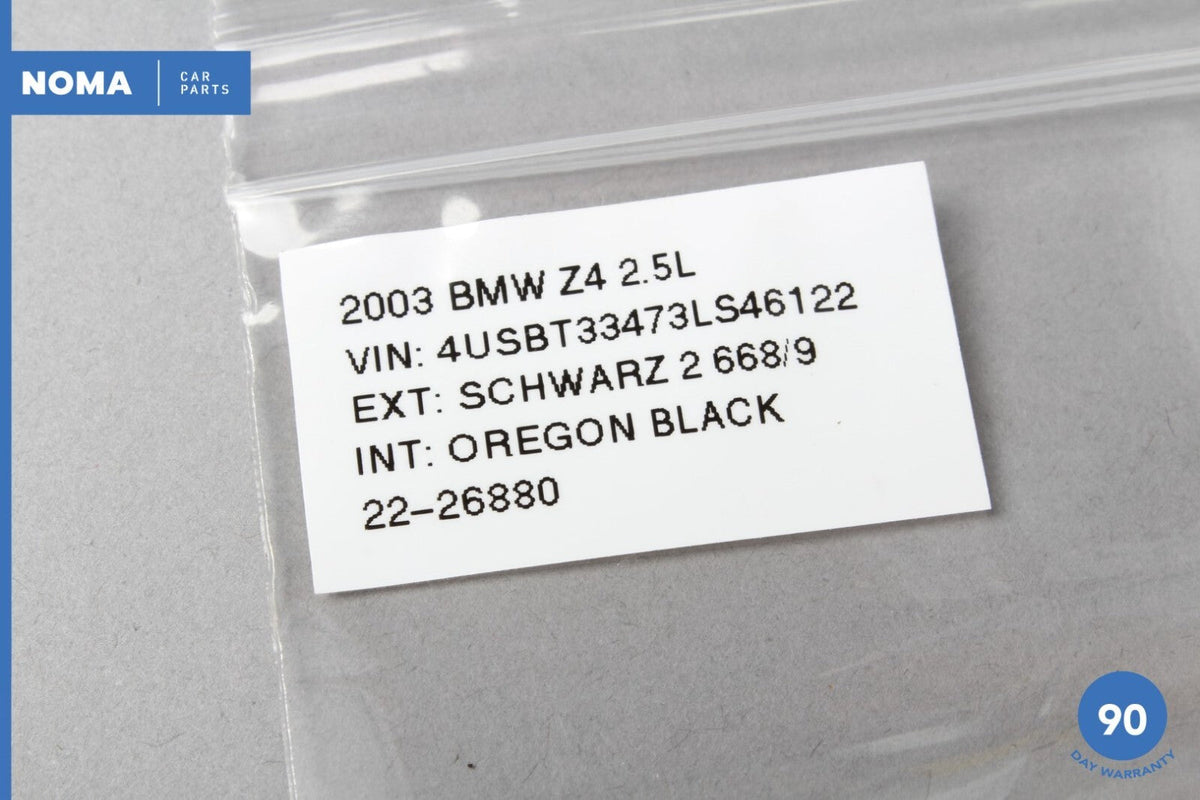 NOMA
CAR
PARTS
2003 BMW Z4 2.5L
VIN: 4USBT33473LS46122
EXT: SCHWARZ 2 668/9
INT: OREGON BLACK
22-26880
90
DAY WARRANTY